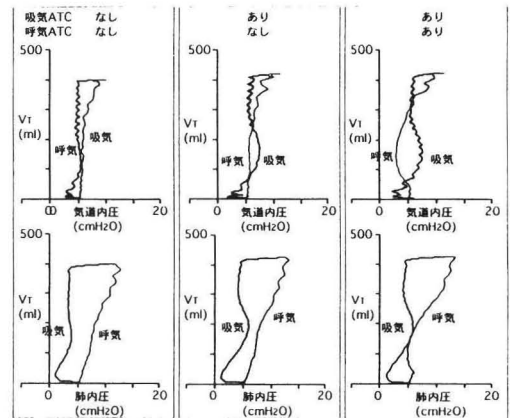 吸気ATC なし あり あり
呼気ATC なし なし あり
500 500 500
VT VT VT
(ml) (ml) (ml)
呼気 吸気 呼気 吸気 呼気 吸気
00 20 0 20 0 20
気道内圧 気道内圧 気道内圧
(cmH2O) (cmH2O) (cmH2O)
500 500 500
VT VT VT
(ml) (ml) (ml)
吸気 呼気 吸気 呼気 吸気 呼気
0 20 0 20 0 20
肺内圧 肺内圧 肺内圧
(cmH2O) (cmH2O) (cmH2O)